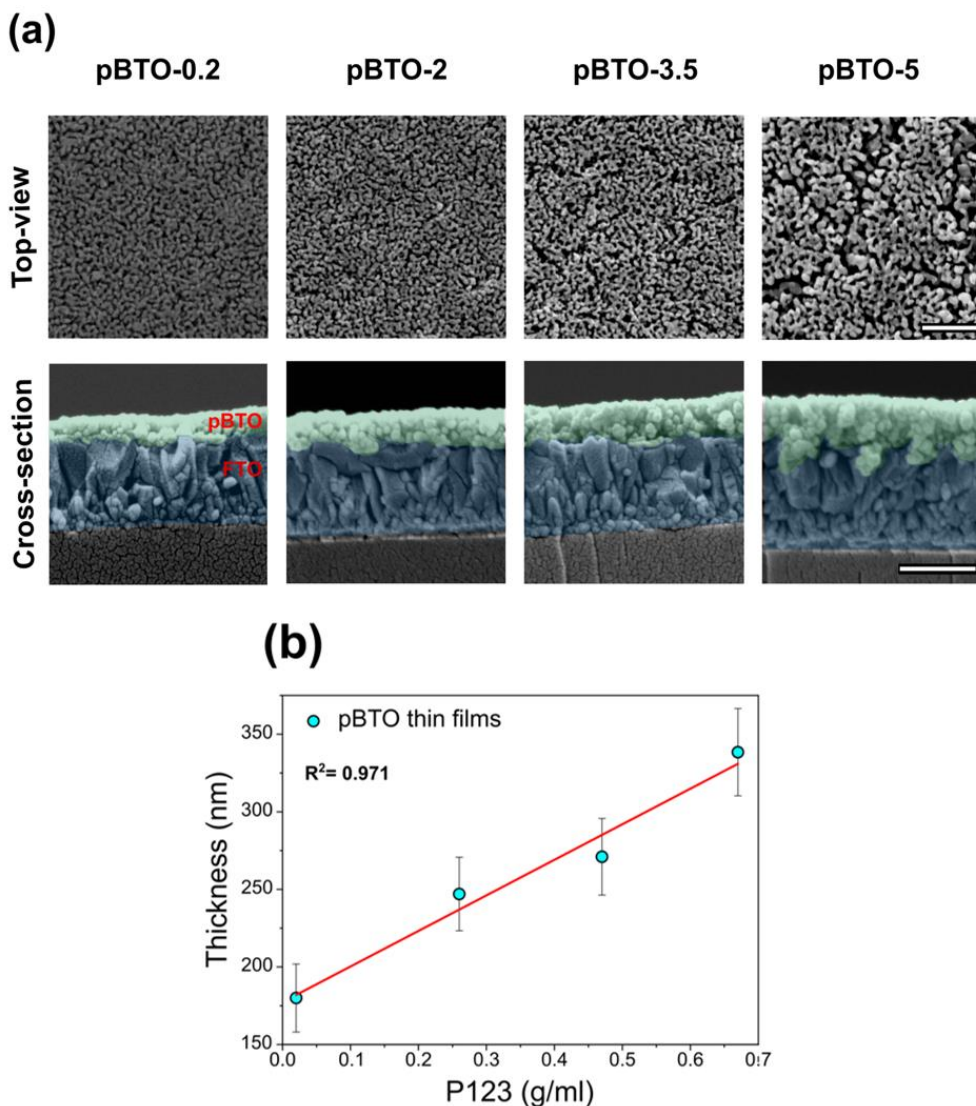 (a)
pBTO-0.2 pBTO-2 pBTO-3.5 pBTO-5
Top-view
Cross-section
pBTO
FTO
(b)
pBTO thin films
R²= 0.971
Thickness (nm)
350
300
250
200
150
0.0 0.1 0.2 0.3 0.4 0.5 0.6 0.7
P123 (g/ml)